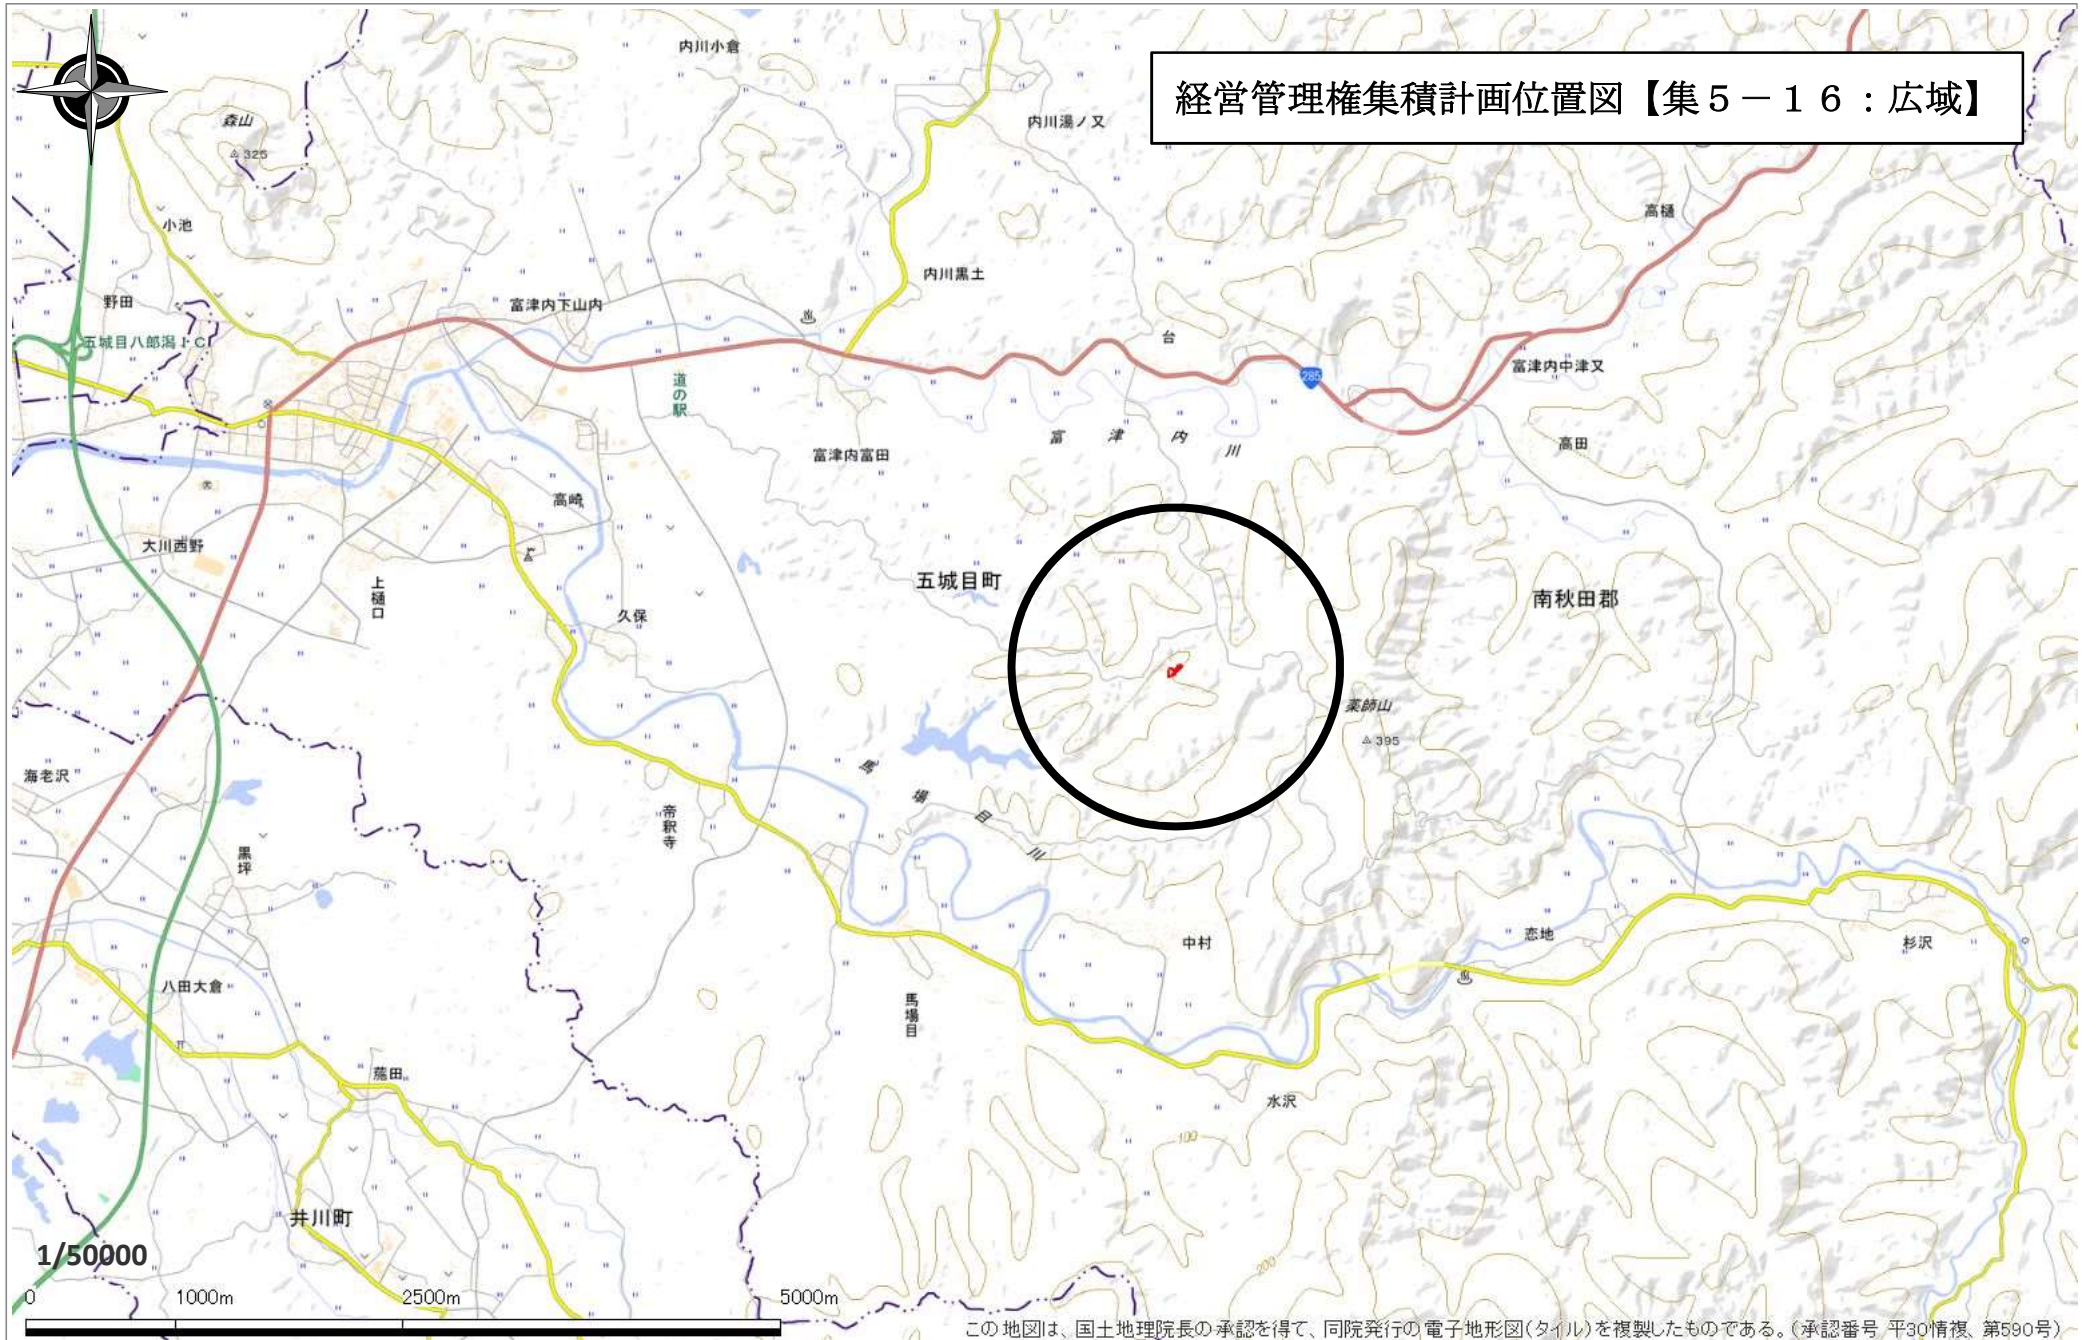 経営管理権集積計画位置図【集５－１６：広域】
内川小倉
森山
325
内川湯ノ又
高樋
小池
内川黒土
野田
富津内下山内
五城目八郎潟ＩＣ
台
285
富津内中津又
道の駅
富津内川
高田
富津内富田
高崎
大川西野
上樋口
五城目町
南秋田郡
久保
薬師山
395
海老沢
馬場目川
帝釈寺
黒坪
中村
恋地
杉沢
八田大倉
馬場目
水沢
100
200
井川町
1/50000
0 1000m 2500m 5000m
この地図は、国土地理院長の承認を得て、同院発行の電子地形図(タイル)を複製したものである。(承認番号 平30情複、第590号)